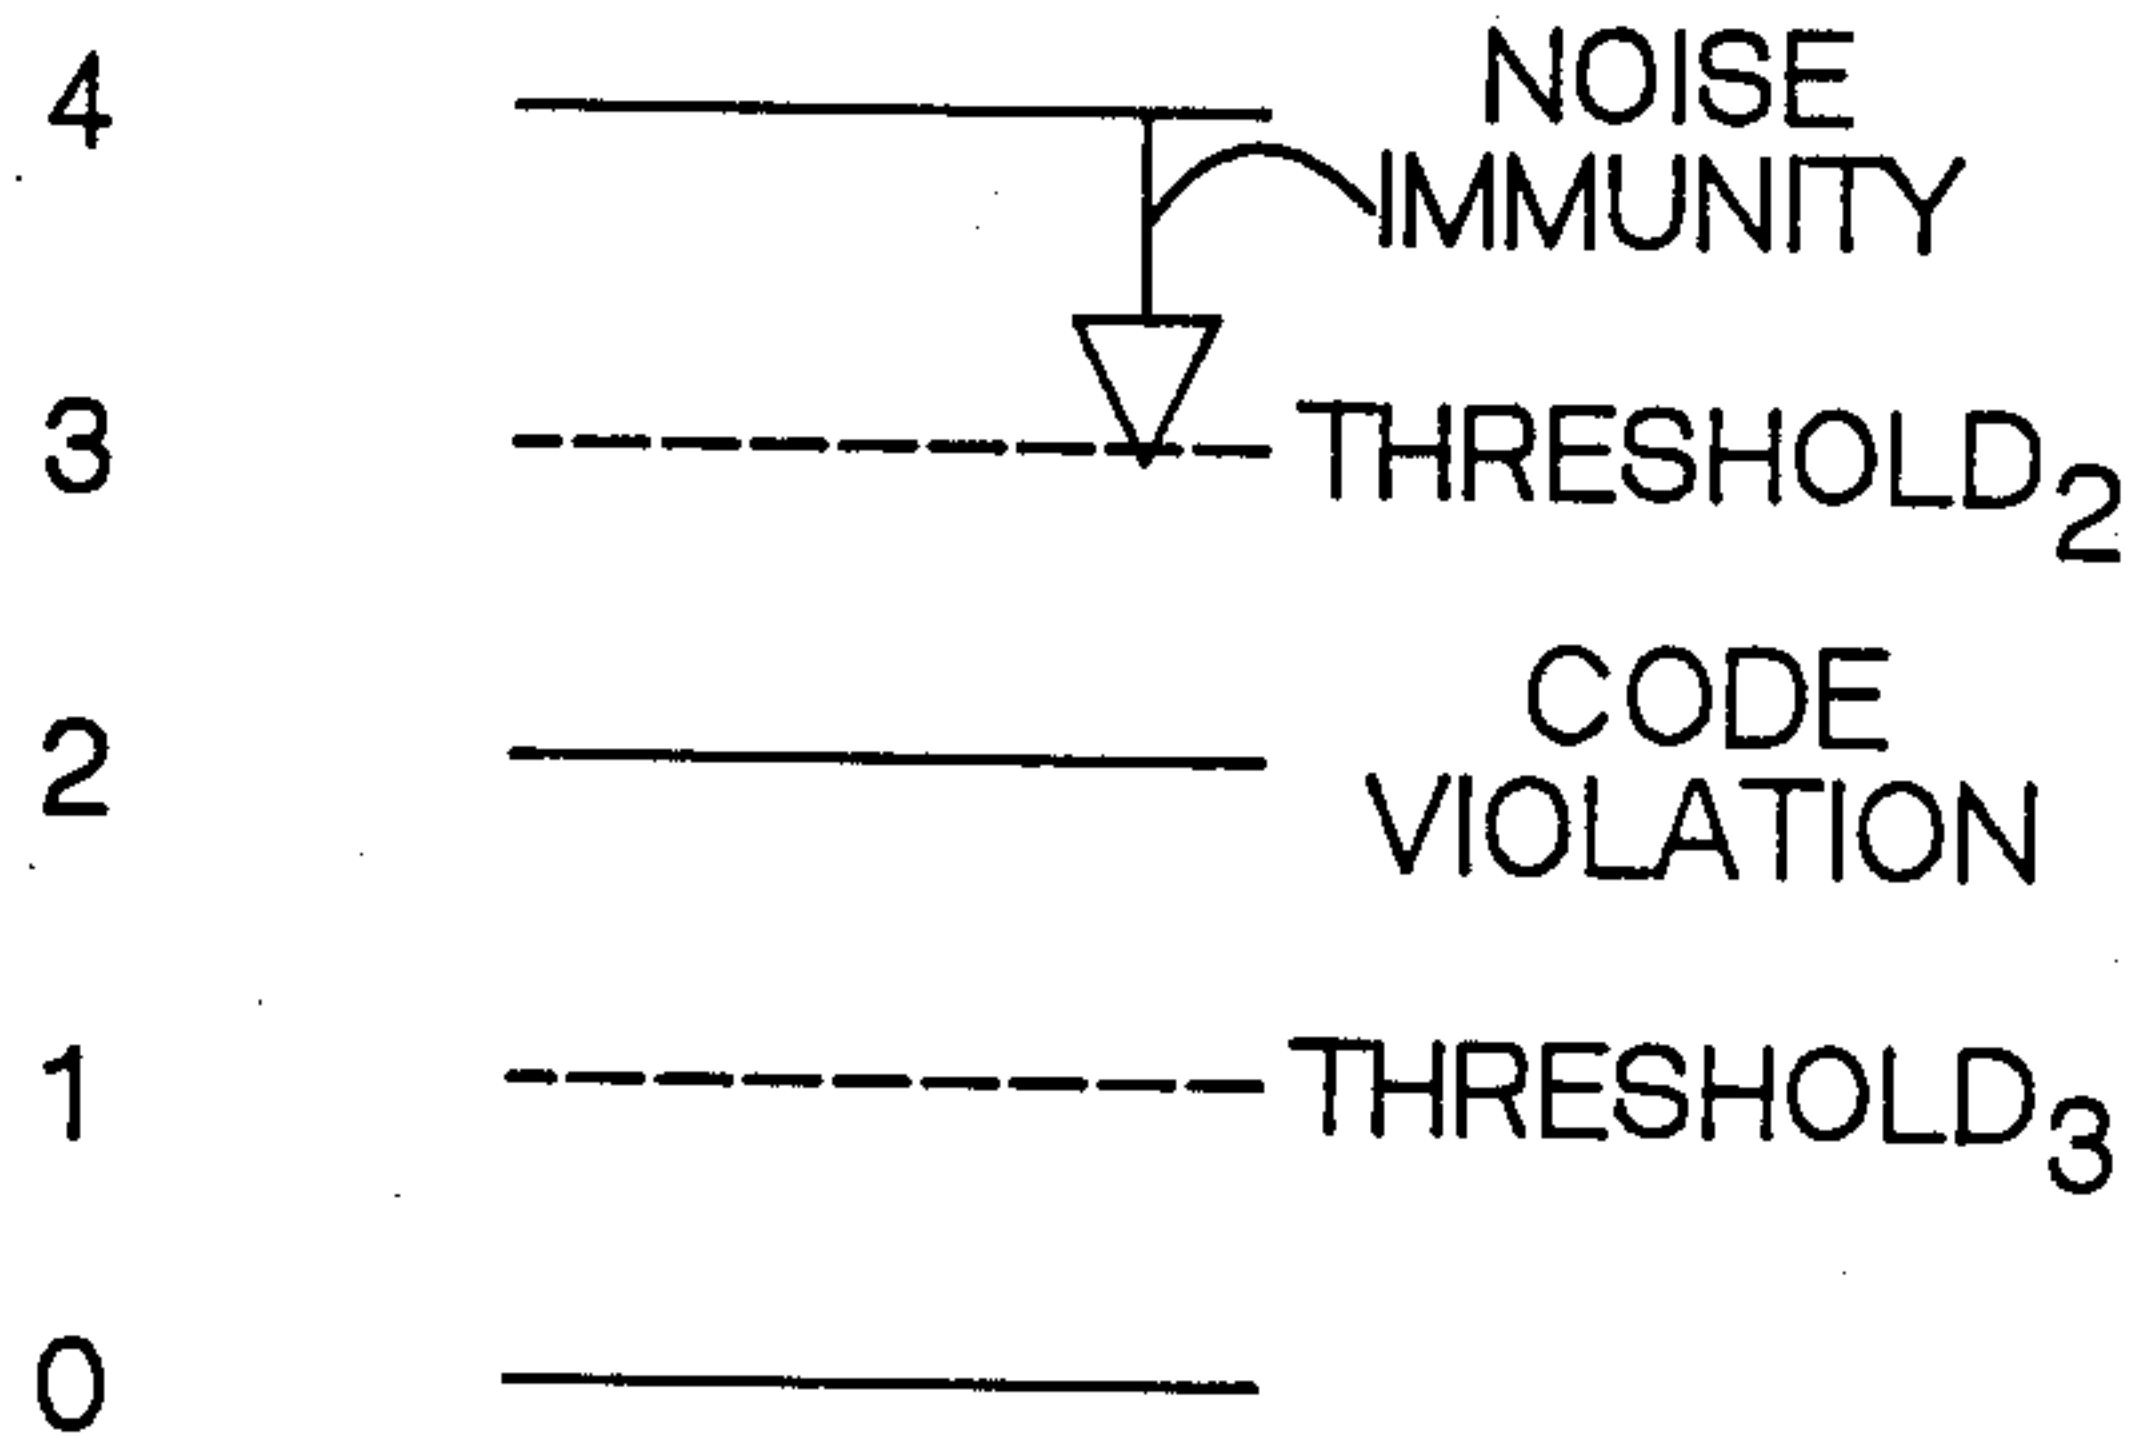 4
NOISE
IMMUNITY
3
THRESHOLD2
2
CODE
VIOLATION
1
THRESHOLD3
0